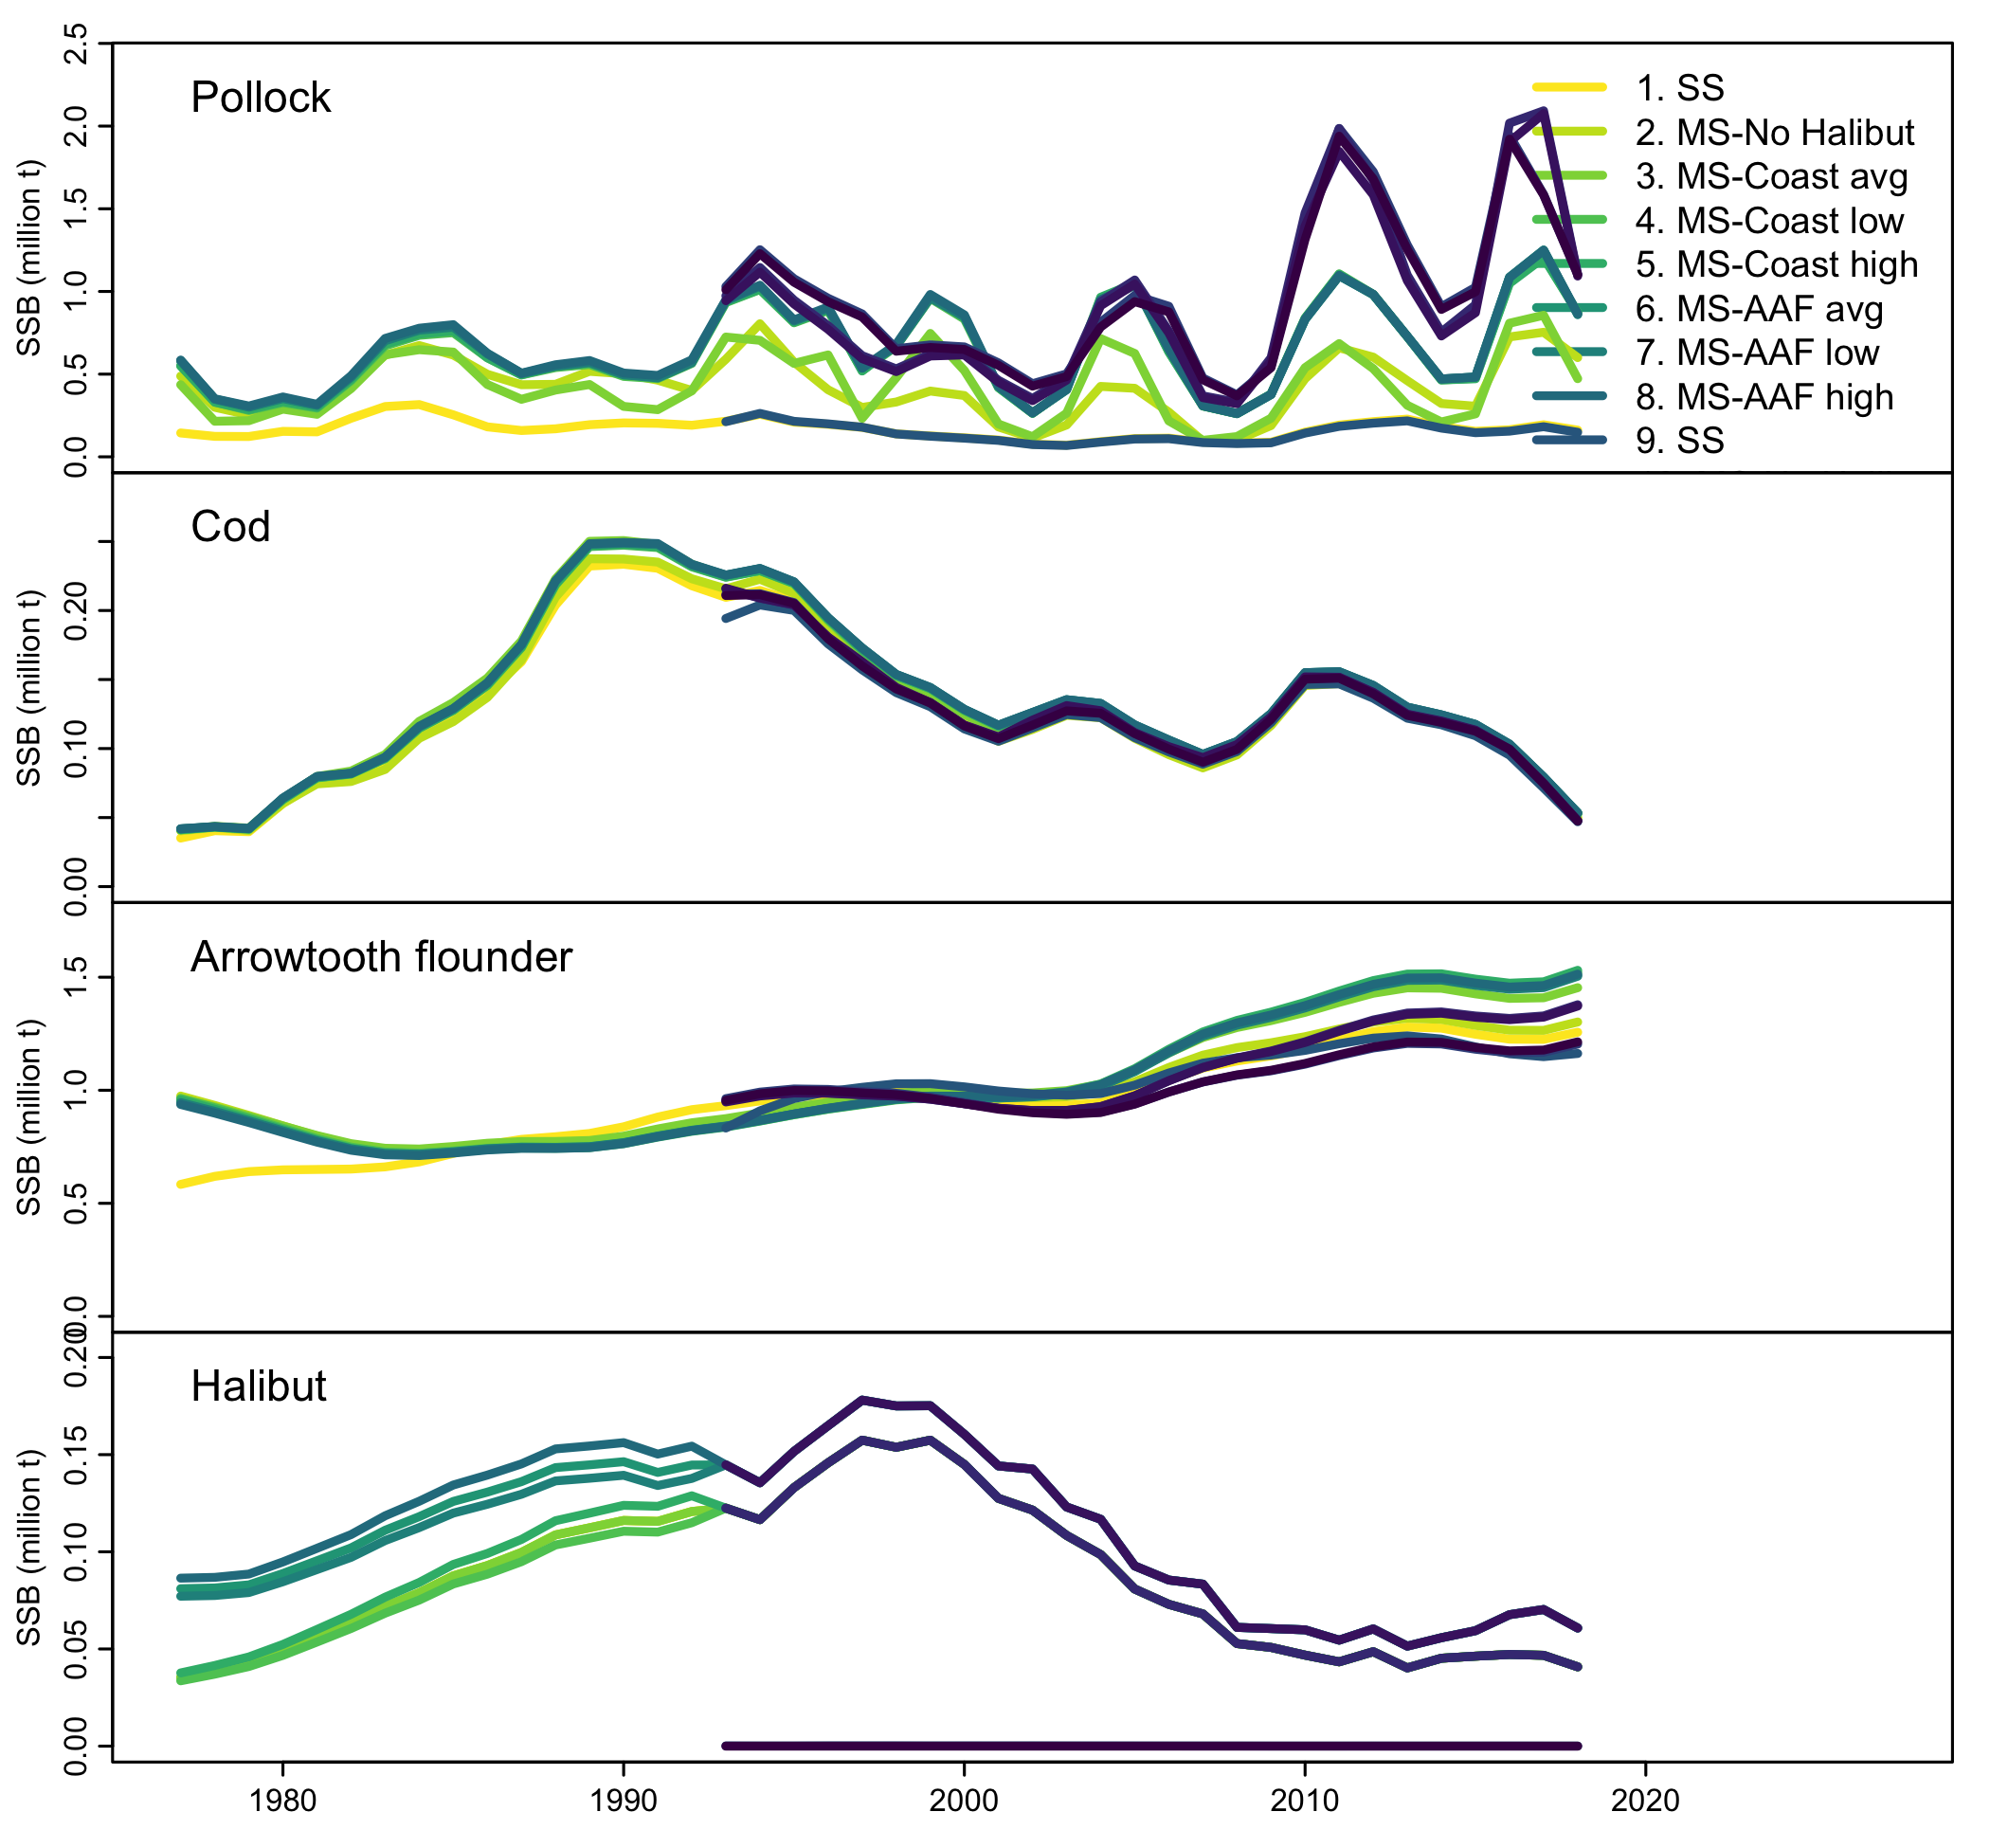 Pollock
SSB (million t)
2.5
2.0
1.5
1.0
0.5
0.0
1. SS
2. MS-No Halibut
3. MS-Coast avg
4. MS-Coast low
5. MS-Coast high
6. MS-AAF avg
7. MS-AAF low
8. MS-AAF high
9. SS
Cod
SSB (million t)
0.20
0.10
0.00
Arrowtooth flounder
SSB (million t)
1.5
1.0
0.5
0.0
Halibut
SSB (million t)
0.20
0.15
0.10
0.05
0.00
1980
1990
2000
2010
2020